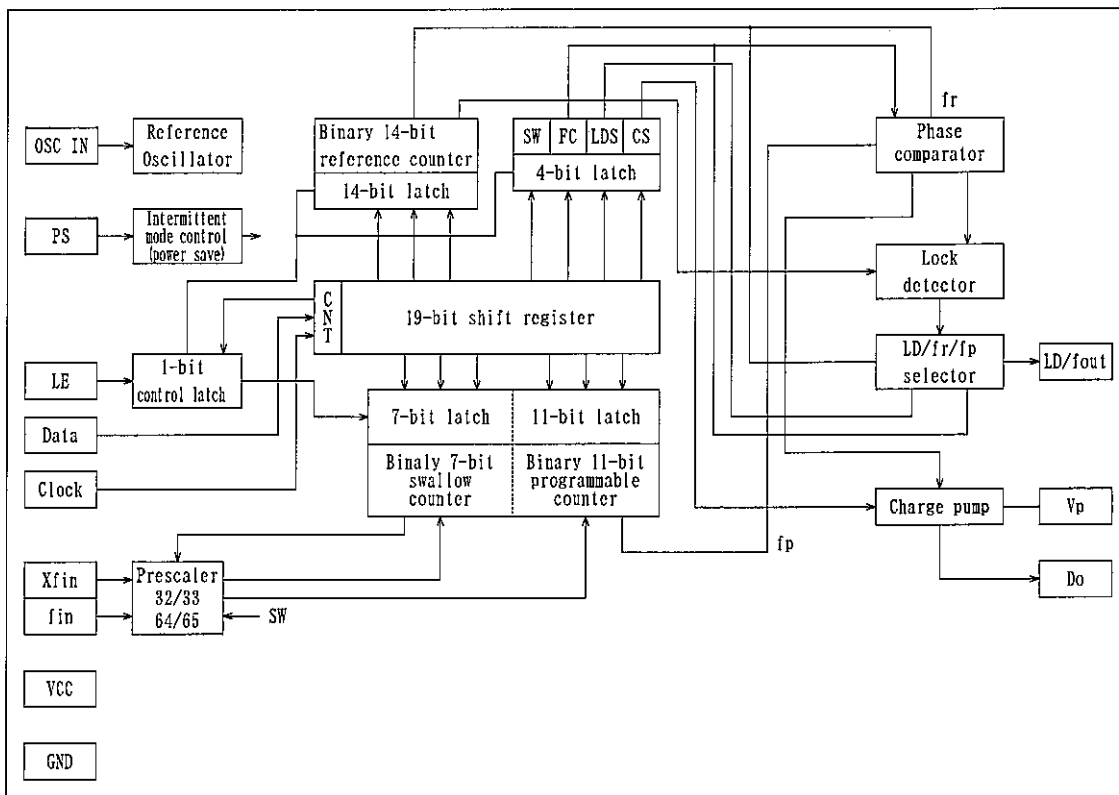 fr
OSC IN
Reference
Oscillator
Binary 14-bit
reference counter
14-bit latch
SW FC LDS CS
4-bit latch
Phase
comparator
PS
Intermittent
mode control
(power save)
Lock
detector
CNT
19-bit shift register
LE
1-bit
control latch
LD/fr/fp
selector
LD/fout
Data
7-bit latch
11-bit latch
Clock
Binaly 7-bit
swallow
counter
Binary 11-bit
programmable
counter
Charge pump
Vp
fp
Xfin
fin
Prescaler
32/33
64/65
SW
Do
VCC
GND